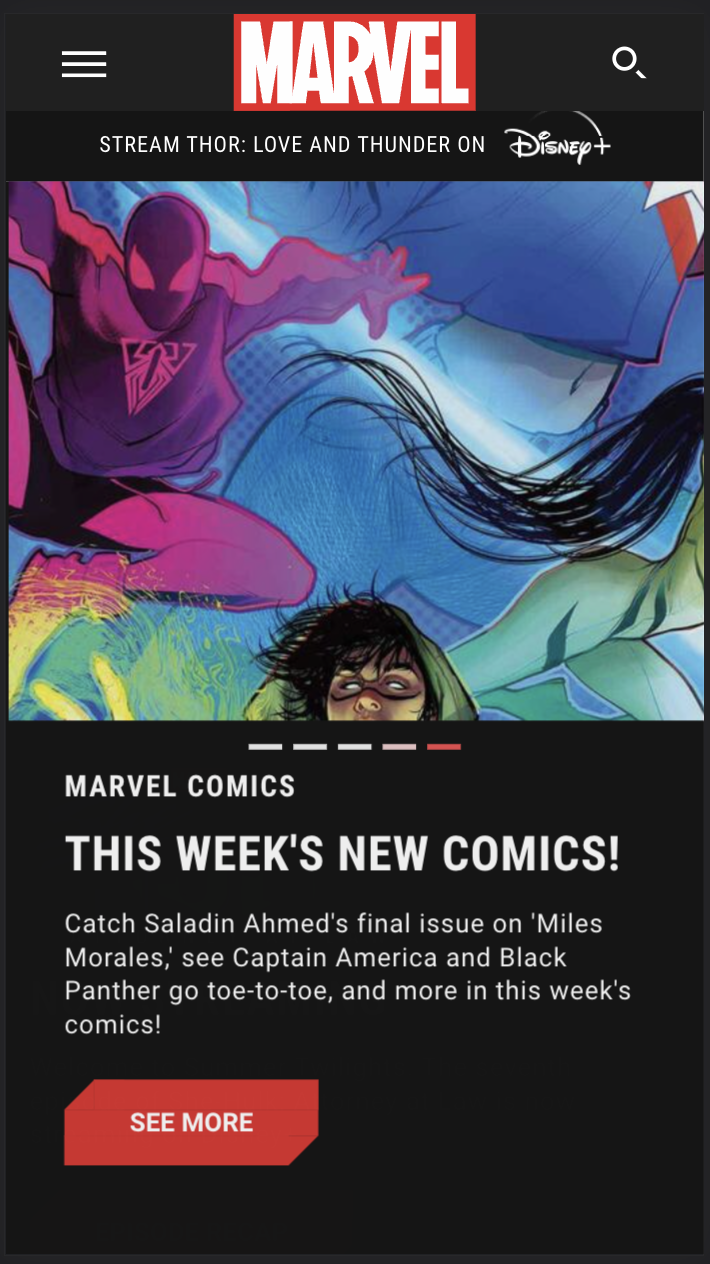 MARVEL
STREAM THOR: LOVE AND THUNDER ON Disney+
MARVEL COMICS
THIS WEEK'S NEW COMICS!
Catch Saladin Ahmed's final issue on 'Miles
Morales,' see Captain America and Black
Panther go toe-to-toe, and more in this week's
comics!
SEE MORE